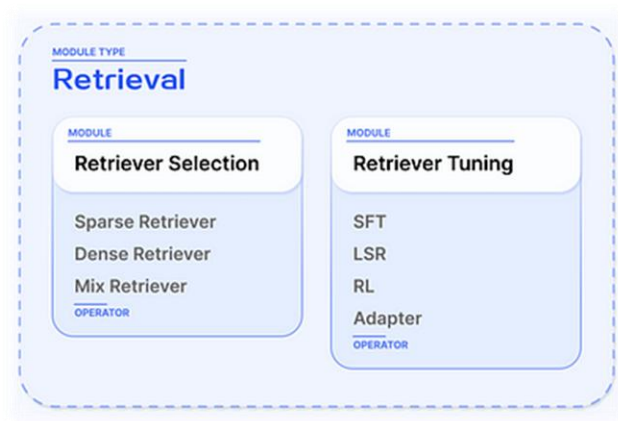 MODULE TYPE
Retrieval
MODULE
Retriever Selection
Sparse Retriever
Dense Retriever
Mix Retriever
OPERATOR
MODULE
Retriever Tuning
SFT
LSR
RL
Adapter
OPERATOR